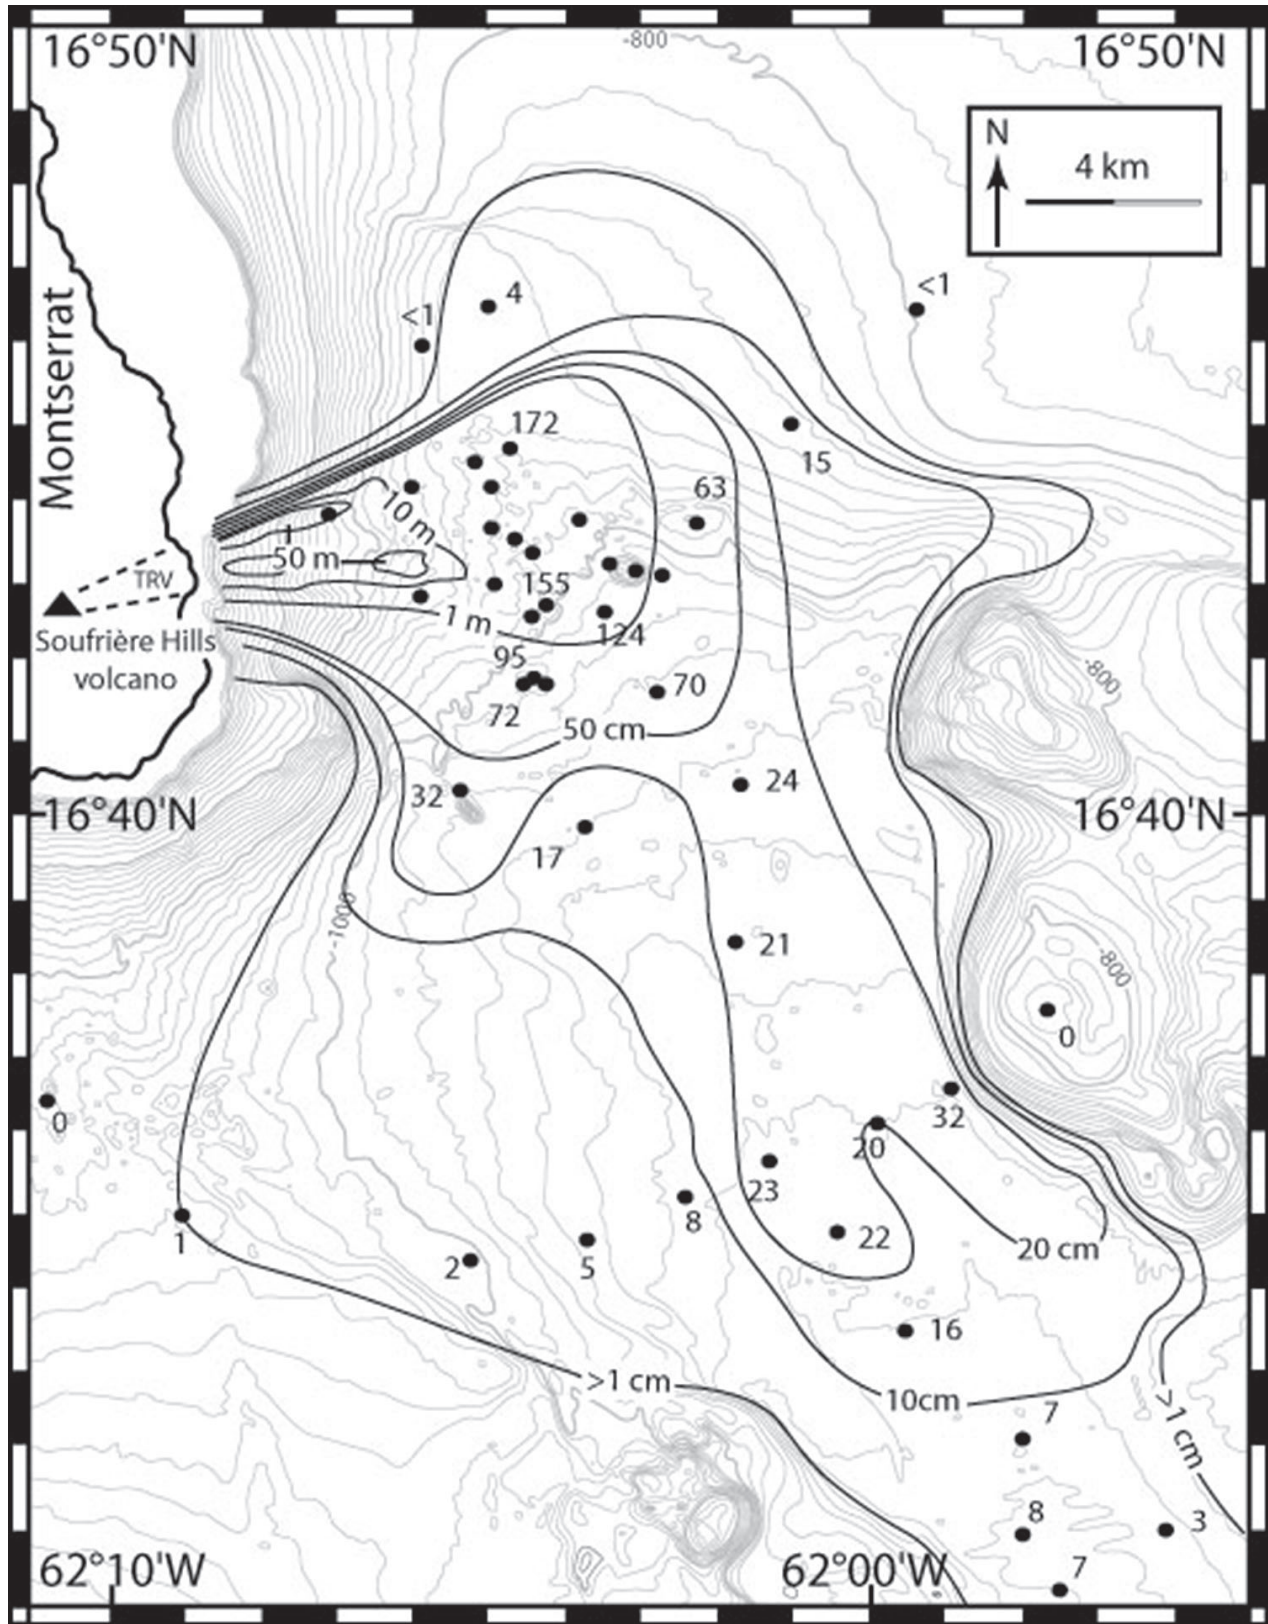 -800
16°50'N
16°50'N
N
4 km
Montserrat
<1
4
<1
172
15
63
10 m
50 m
TRV
155
1 m
124
Soufrière Hills
volcano
95
70
72
50 cm
-800
32
24
16°40'N
16°40'N
17
-1000
21
-800
0
0
32
20
23
8
22
20 cm
1
2
5
16
>1 cm
10cm
7
>1 cm
8
3
7
62°10'W
62°00'W